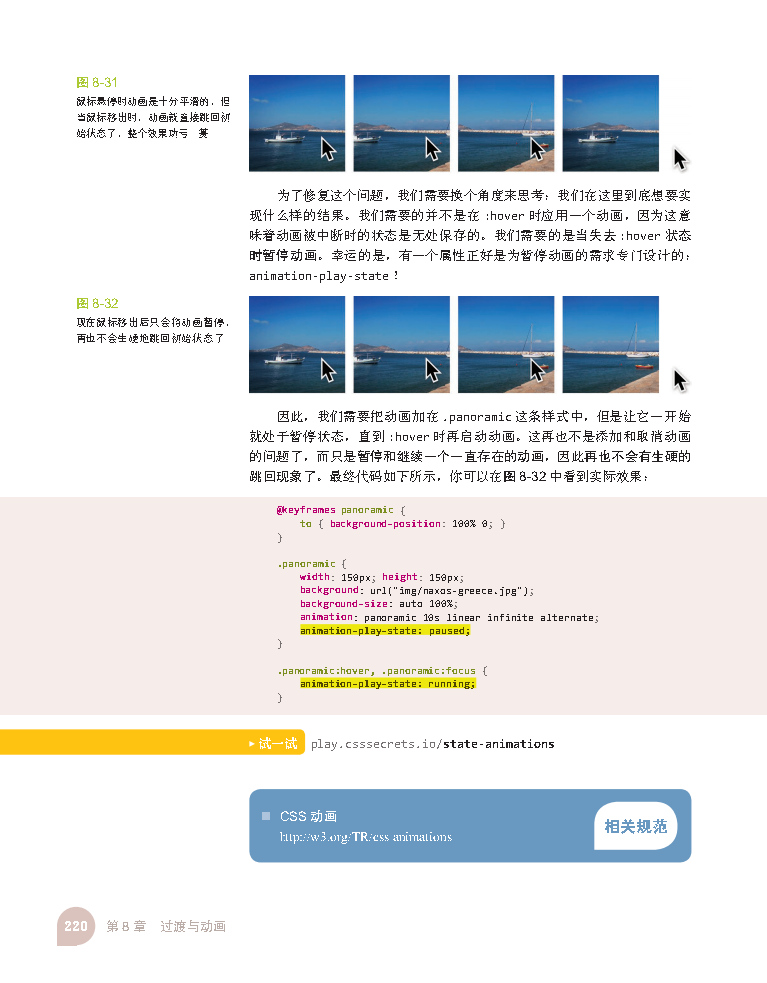 图 8-31
鼠标悬停时动画是十分平滑的，但
当鼠标移出时，动画就直接跳回初
始状态了，整个效果功亏一篑
为了修复这个问题，我们需要换个角度来思考：我们在这里到底想要实
现什么样的结果。我们需要的并不是在 :hover 时应用一个动画，因为这意
味着动画被中断时的状态是无处保存的。我们需要的是当失去 :hover 状态
时暂停动画。幸运的是，有一个属性正好是为暂停动画的需求专门设计的：
animation-play-state！
图 8-32
现在鼠标移出后只会将动画暂停，
再也不会生硬地跳回初始状态了
因此，我们需要把动画加在 .panoramic 这条样式中，但是让它一开始
就处于暂停状态，直到 :hover 时再启动动画。这再也不是添加和取消动画
的问题了，而只是暂停和继续一个一直存在的动画，因此再也不会有生硬的
跳回现象了。最终代码如下所示，你可以在图 8-32 中看到实际效果：
@keyframes panoramic {
to { background-position: 100% 0; }
}
.panoramic {
width: 150px; height: 150px;
background: url("img/naxos-greece.jpg");
background-size: auto 100%;
animation: panoramic 10s linear infinite alternate;
animation-play-state: paused;
}
.panoramic:hover, .panoramic:focus {
animation-play-state: running;
}
▶ 试一试 play.csssecrets.io/state-animations
■ CSS 动画
http://w3.org/TR/css-animations
相关规范
220 第 8 章 过渡与动画